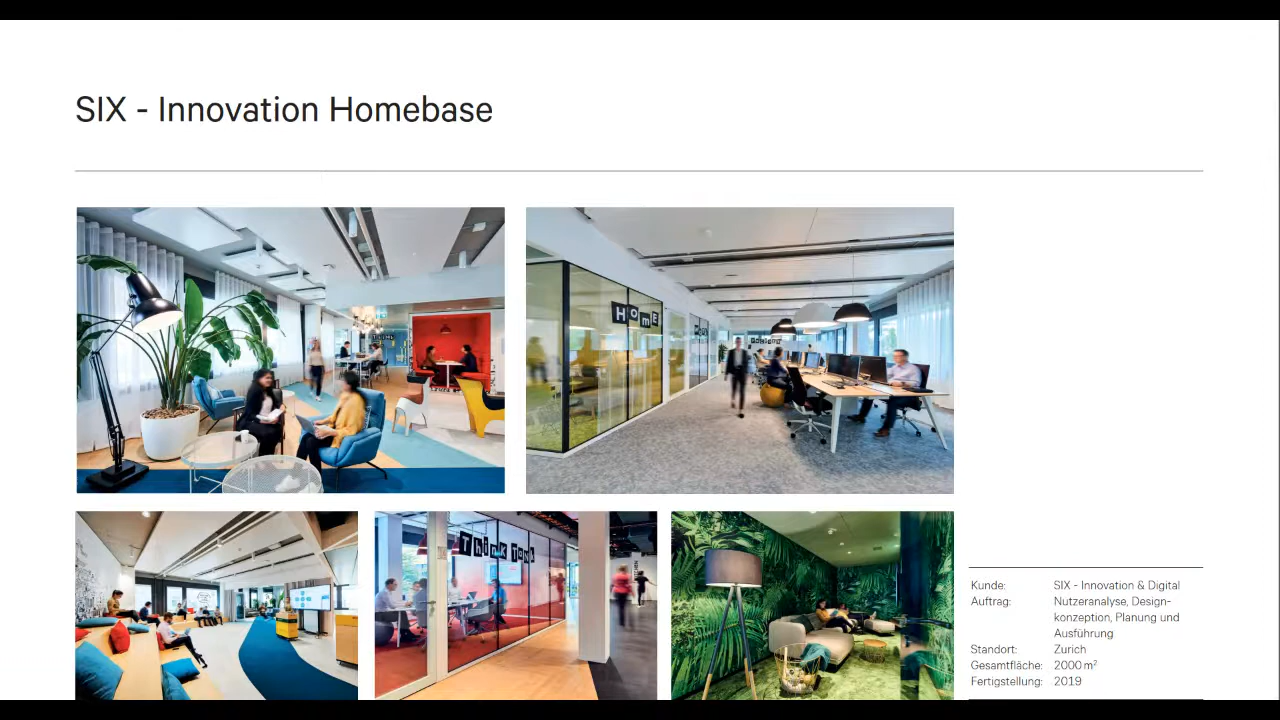 SIX - Innovation Homebase
HOmE
Think Tank
Kunde: SIX - Innovation & Digital
Auftrag: Nutzeranalyse, Design-
konzeption, Planung und
Ausführung
Standort: Zurich
Gesamtfläche: 2000 m²
Fertigstellung: 2019